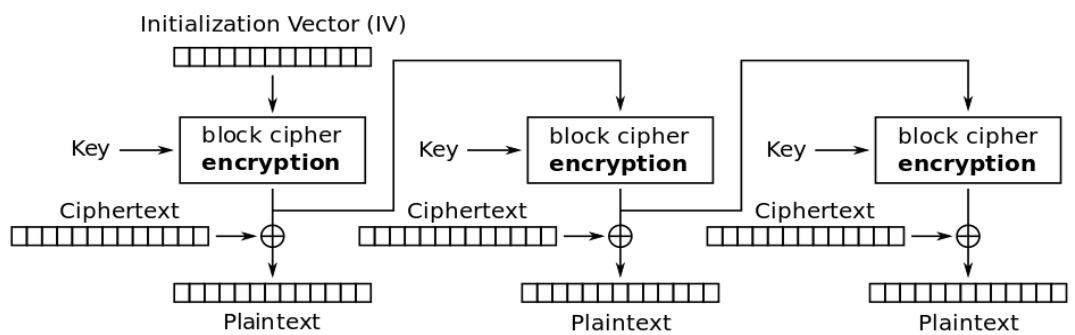 Initialization Vector (IV)
Key
block cipher
encryption
Key
block cipher
encryption
Key
block cipher
encryption
Ciphertext
Ciphertext
Ciphertext
Plaintext
Plaintext
Plaintext